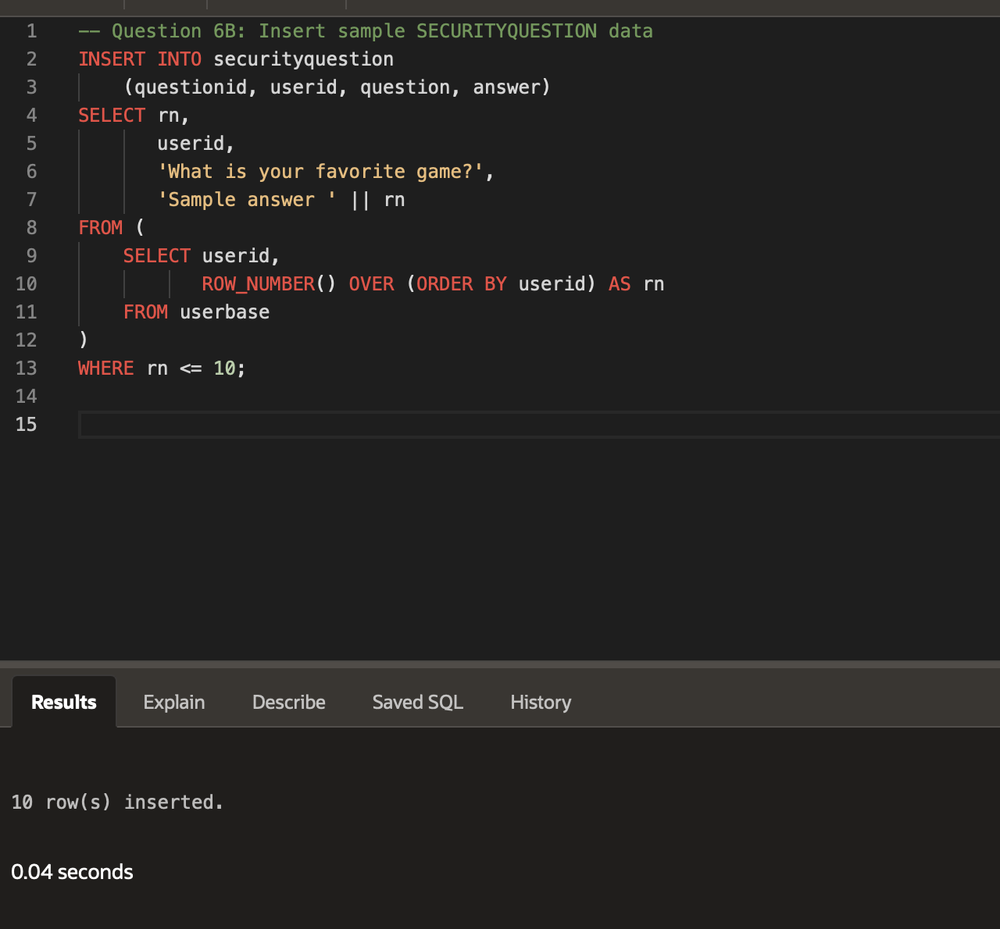 1 -- Question 6B: Insert sample SECURITYQUESTION data
2 INSERT INTO securityquestion
3 (questionid, userid, question, answer)
4 SELECT rn,
5 userid,
6 'What is your favorite game?',
7 'Sample answer ' || rn
8 FROM (
9 SELECT userid,
10 ROW_NUMBER() OVER (ORDER BY userid) AS rn
11 FROM userbase
12 )
13 WHERE rn <= 10;
14
15
Results Explain Describe Saved SQL History
10 row(s) inserted.
0.04 seconds